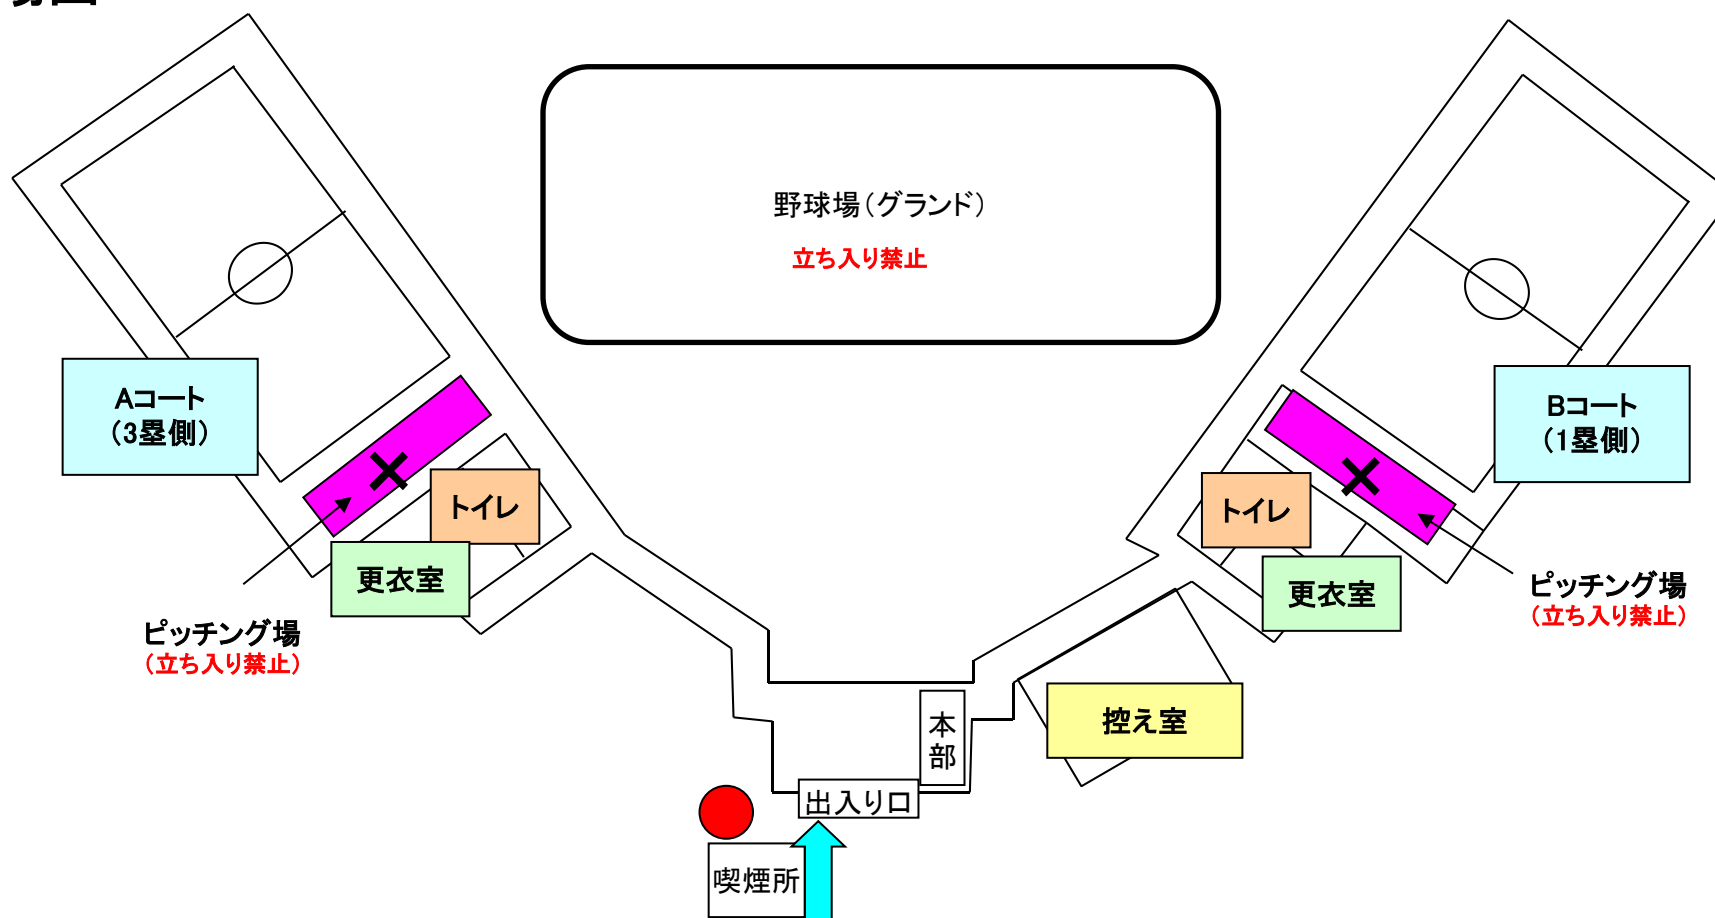 野球場(グランド)
立ち入り禁止
Aコート
(3塁側)
Bコート
(1塁側)
トイレ
更衣室
ピッチング場
(立ち入り禁止)
トイレ
更衣室
ピッチング場
(立ち入り禁止)
控え室
本
部
出入り口
喫煙所